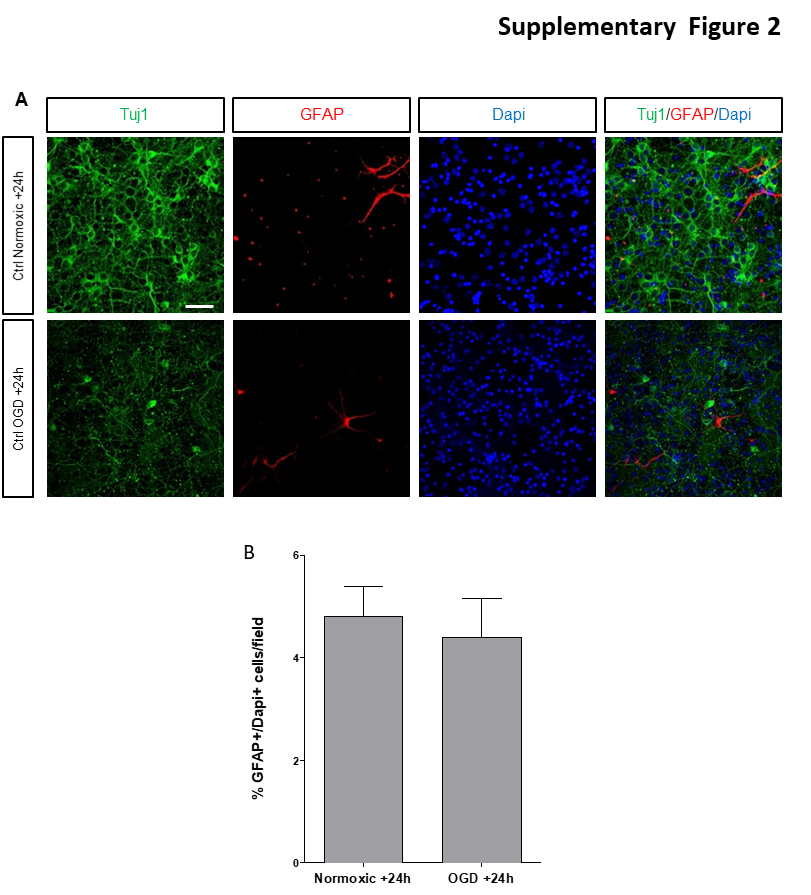 Supplementary Figure 2
A
Tuj1
GFAP
Dapi
Tuj1/GFAP/Dapi
Ctrl Normoxic +24h
Ctrl OGD +24h
B
% GFAP+/Dapi+ cells/field
6
4
2
0
Normoxic +24h
OGD +24h